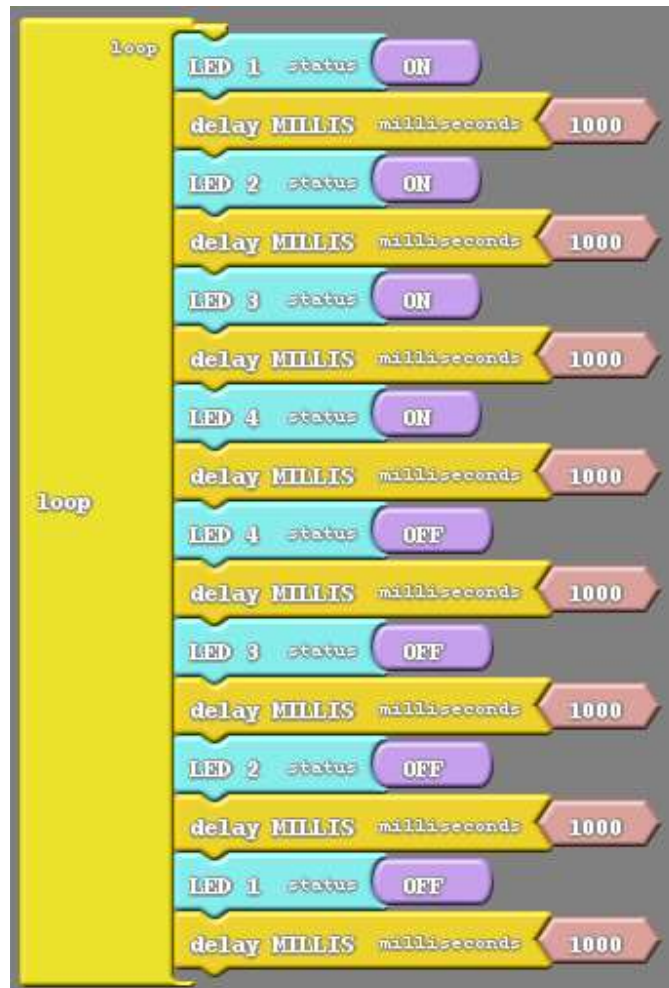 loop
LED 1 status ON
delay MILLIS milliseconds 1000
LED 2 status ON
delay MILLIS milliseconds 1000
LED 3 status ON
delay MILLIS milliseconds 1000
LED 4 status ON
delay MILLIS milliseconds 1000
loop
LED 4 status OFF
delay MILLIS milliseconds 1000
LED 3 status OFF
delay MILLIS milliseconds 1000
LED 2 status OFF
delay MILLIS milliseconds 1000
LED 1 status OFF
delay MILLIS milliseconds 1000